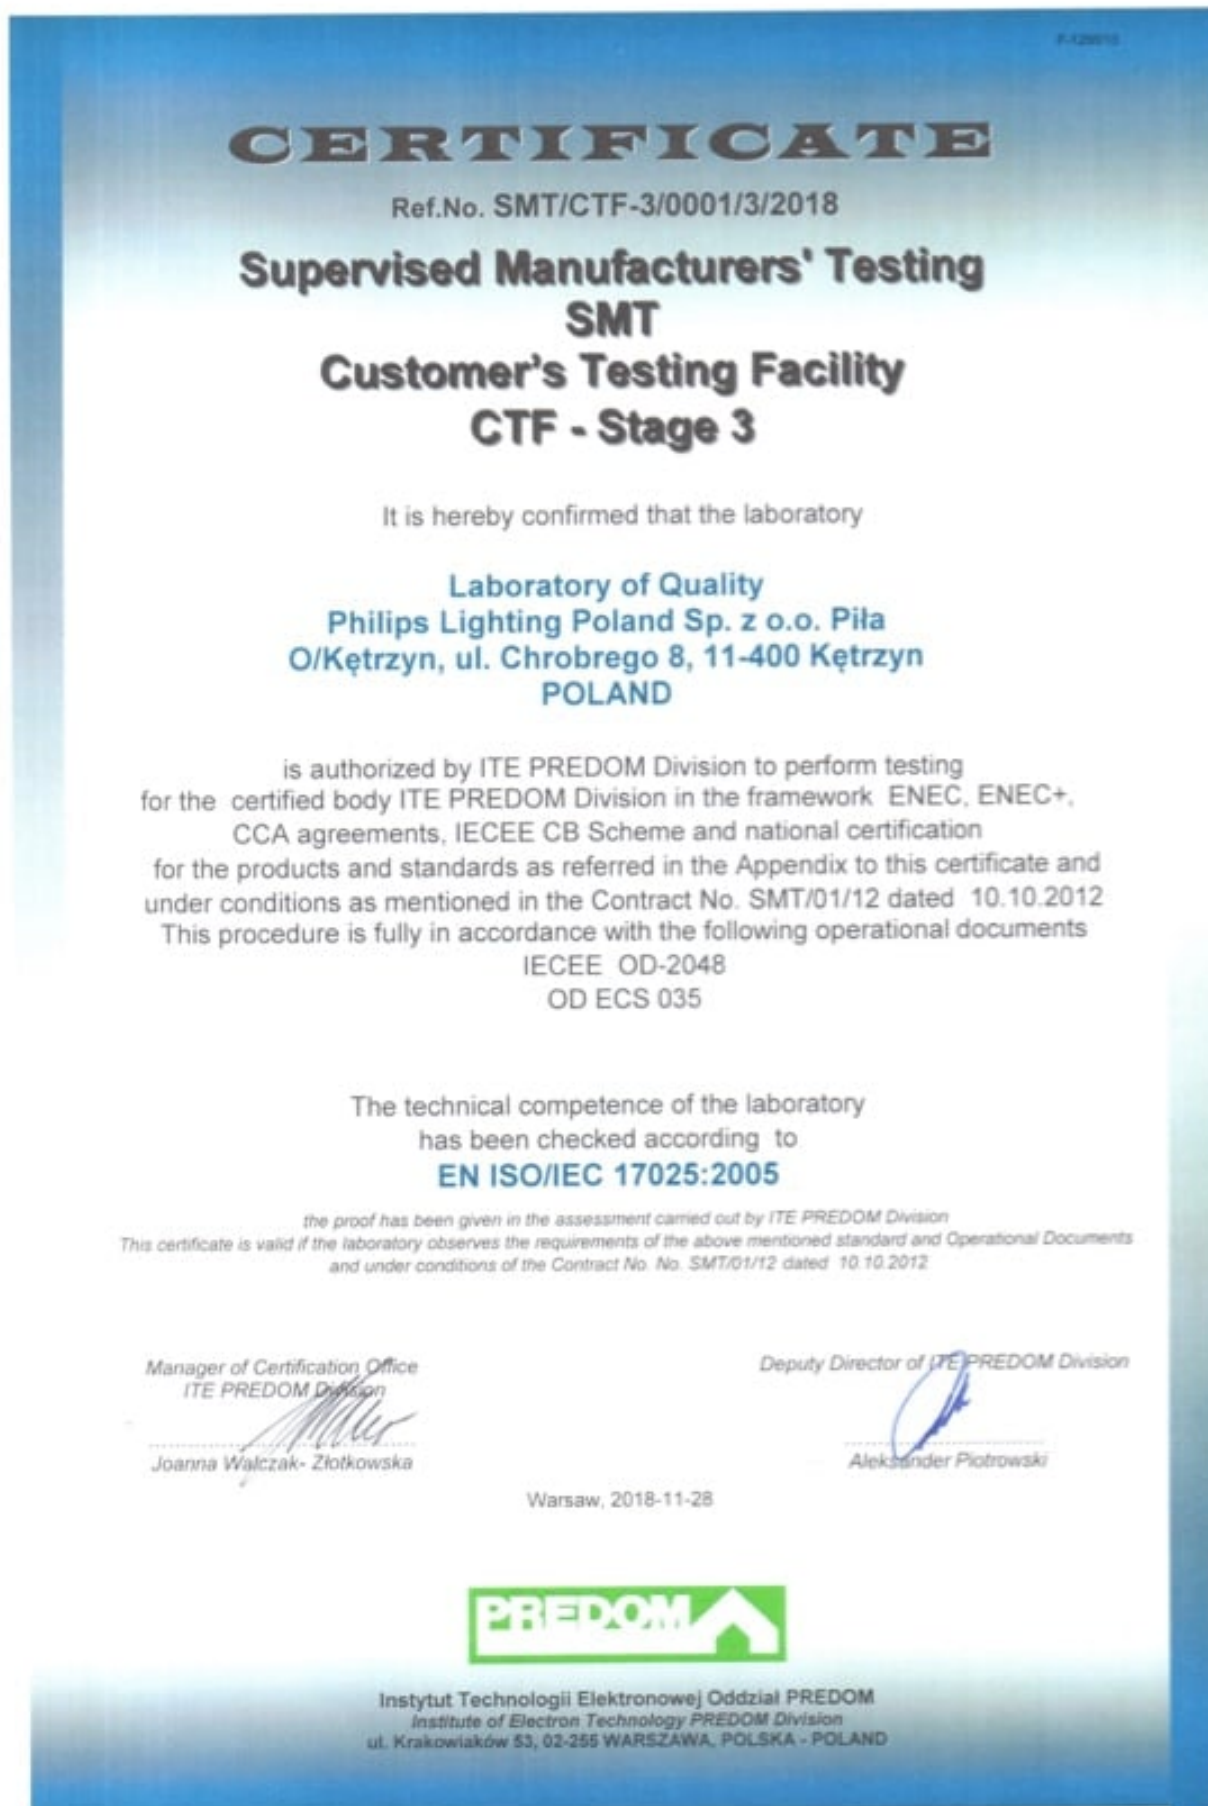 CERTIFICATE
Ref.No. SMT/CTF-3/0001/3/2018
Supervised Manufacturers' Testing
SMT
Customer's Testing Facility
CTF - Stage 3
It is hereby confirmed that the laboratory
Laboratory of Quality
Philips Lighting Poland Sp. z o.o. Piła
O/Kętrzyn, ul. Chrobrego 8, 11-400 Kętrzyn
POLAND
is authorized by ITE PREDOM Division to perform testing
for the certified body ITE PREDOM Division in the framework ENEC, ENEC+,
CCA agreements, IECEE CB Scheme and national certification
for the products and standards as referred in the Appendix to this certificate and
under conditions as mentioned in the Contract No. SMT/01/12 dated 10.10.2012
This procedure is fully in accordance with the following operational documents
IECEE OD-2048
OD ECS 035
The technical competence of the laboratory
has been checked according to
EN ISO/IEC 17025:2005
the proof has been given in the assessment carried out by ITE PREDOM Division
This certificate is valid if the laboratory observes the requirements of the above mentioned standard and Operational Documents
and under conditions of the Contract No. No. SMT/01/12 dated 10.10.2012
Manager of Certification Office
ITE PREDOM Division
Joanna Walczak- Złotkowska
Deputy Director of ITE PREDOM Division
Aleksander Piotrowski
Warsaw, 2018-11-28
PREDOM
Instytut Technologii Elektronowej Oddział PREDOM
Institute of Electron Technology PREDOM Division
ul. Krakowiaków 53, 02-255 WARSZAWA, POLSKA - POLAND